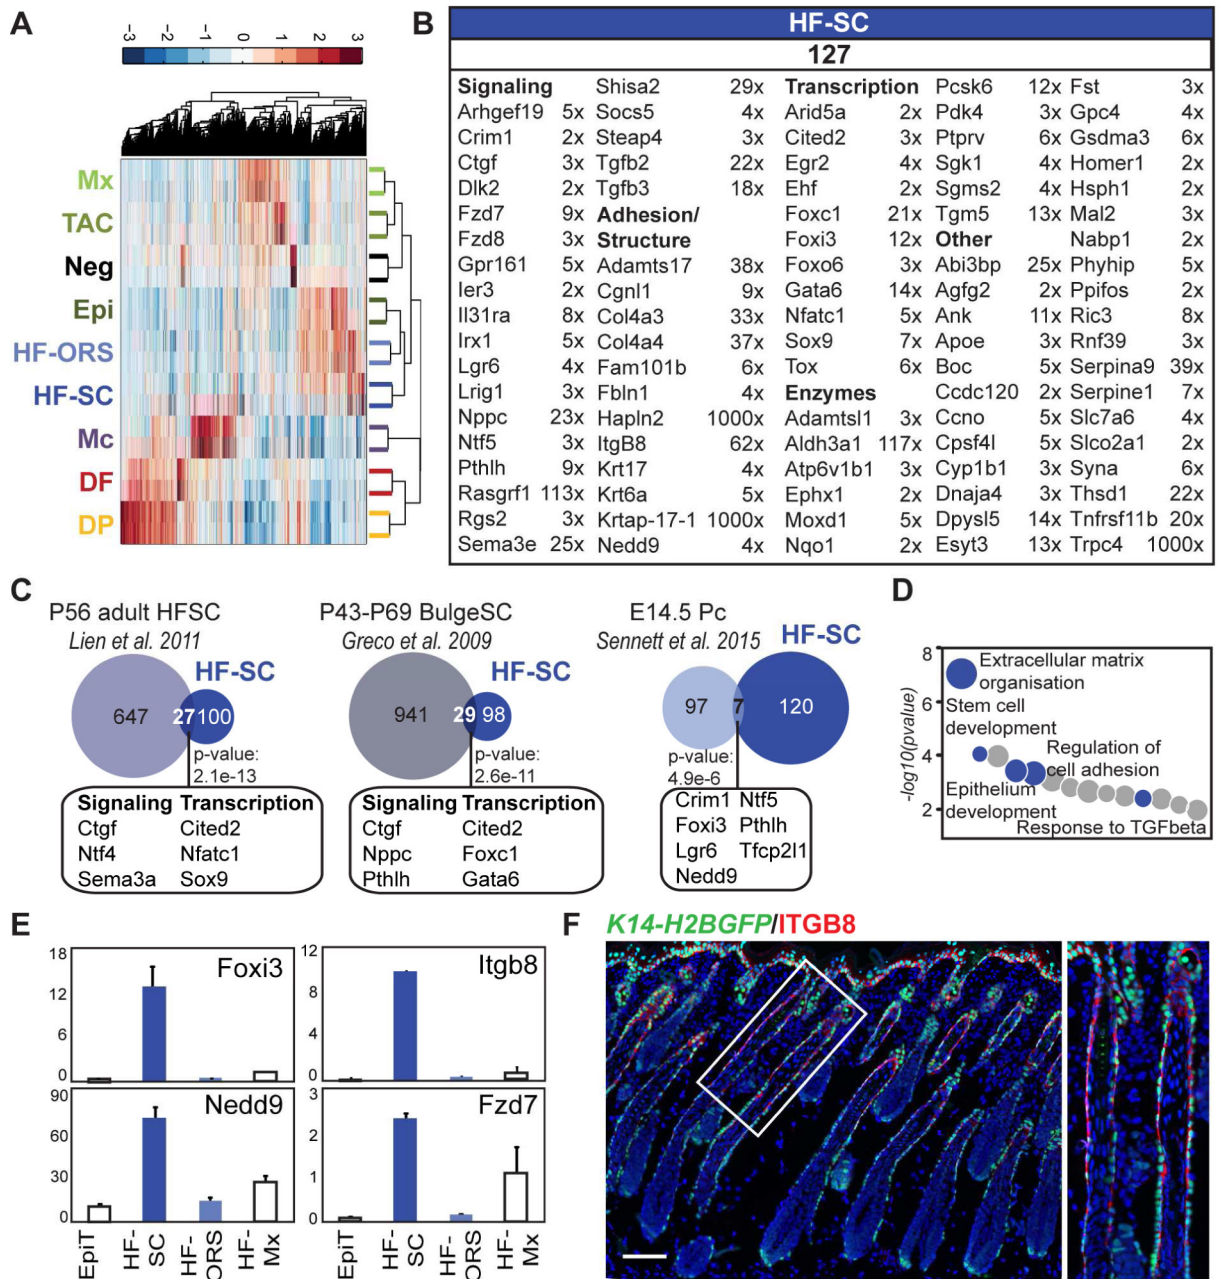 A
-3 -2 -1 0 1 2 3
Mx
TAC
Neg
Epi
HF-ORS
HF-SC
Mc
DF
DP
B
HF-SC
127
Signaling
Arhgef19 5x
Crim1 2x
Ctgf 3x
Dlk2 2x
Fzd7 9x
Fzd8 3x
Gpr161 5x
Ier3 2x
Il31ra 8x
Irx1 5x
Lgr6 4x
Lrig1 3x
Nppc 23x
Ntf5 3x
Pthlh 9x
Rasgrf1 113x
Rgs2 3x
Sema3e 25x
Shisa2 29x
Socs5 4x
Steap4 3x
Tgfb2 22x
Tgfb3 18x
Adhesion/
Structure
Adamts17 38x
Cgnl1 9x
Col4a3 33x
Col4a4 37x
Fam101b 6x
Fbln1 4x
Hapln2 1000x
ItgB8 62x
Krt17 4x
Krt6a 5x
Krtap-17-1 1000x
Nedd9 4x
Transcription
Arid5a 2x
Cited2 3x
Egr2 4x
Ehf 2x
Foxc1 21x
Foxi3 12x
Foxo6 3x
Gata6 14x
Nfatc1 5x
Sox9 7x
Tox 6x
Enzymes
Adamtsl1 3x
Aldh3a1 117x
Atp6v1b1 3x
Ephx1 2x
Moxd1 5x
Nqo1 2x
Pcsk6 12x
Pdk4 3x
Ptprv 6x
Sgk1 4x
Sgms2 4x
Tgm5 13x
Other
Abi3bp 25x
Agfg2 2x
Ank 11x
Apoe 3x
Boc 5x
Ccdc120 2x
Ccno 5x
Cpsf4l 5x
Cyp1b1 3x
Dnaja4 3x
Dpysl5 14x
Esyt3 13x
Fst 3x
Gpc4 4x
Gsdma3 6x
Homer1 2x
Hsph1 2x
Mal2 3x
Nabp1 2x
Phyhip 5x
Ppifos 2x
Ric3 8x
Rnf39 3x
Serpina9 39x
Serpine1 7x
Slc7a6 4x
Slco2a1 2x
Syna 6x
Thsd1 22x
Tnfrsf11b 20x
Trpc4 1000x
C
P56 adult HFSC
Lien et al. 2011
HF-SC
647 27 100
p-value:
2.1e-13
Signaling Transcription
Ctgf Cited2
Ntf4 Nfatc1
Sema3a Sox9
P43-P69 BulgeSC
Greco et al. 2009
HF-SC
941 29 98
p-value:
2.6e-11
Signaling Transcription
Ctgf Cited2
Nppc Foxc1
Pthlh Gata6
E14.5 Pc
Sennett et al. 2015
HF-SC
97 7 120
p-value:
4.9e-6
Crim1 Ntf5
Foxi3 Pthlh
Lgr6 Tfcp2l1
Nedd9
D
-log10(pvalue)
8
6
4
2
Extracellular matrix
organisation
Stem cell
development
Regulation of
cell adhesion
Epithelium
development
Response to TGFbeta
E
Foxi3
18
12
6
0
Itgb8
12
8
4
0
Nedd9
90
60
30
0
Fzd7
3
2
1
0
EpiT
HF-
SC
HF-
ORS
HF-
Mx
EpiT
HF-
SC
HF-
ORS
HF-
Mx
F
K14-H2BGFP/ITGB8